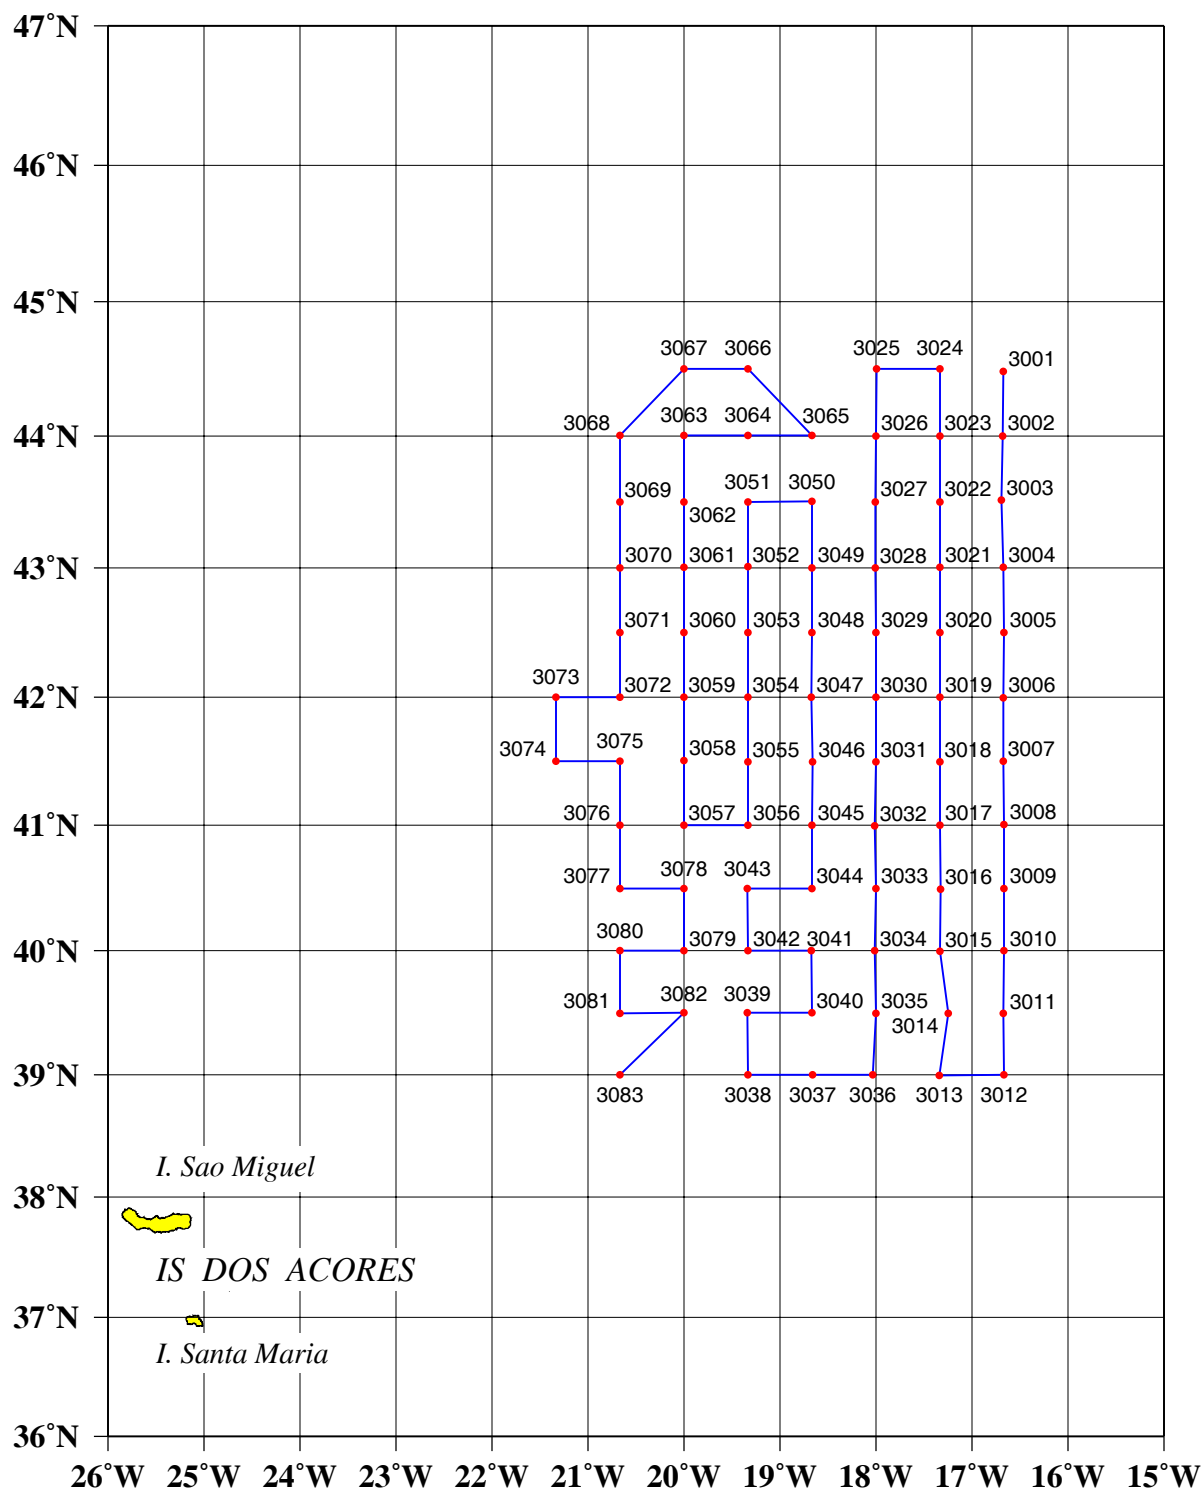 47°N
46°N
45°N
3067 3066 3025 3024
3001
3068 3063 3064 3065 3026 3023 3002
44°N
3069 3051 3050 3027 3022 3003
3062
3070 3061 3052 3049 3028 3021 3004
43°N
3071 3060 3053 3048 3029 3020 3005
3073 3072 3059 3054 3047 3030 3019 3006
42°N
3074 3075 3058 3055 3046 3031 3018 3007
3076 3057 3056 3045 3032 3017 3008
41°N
3077 3078 3043 3044 3033 3016 3009
3080 3079 3042 3041 3034 3015 3010
40°N
3081 3082 3039 3040 3035 3011
3014
39°N
3083 3038 3037 3036 3013 3012
I. Sao Miguel
38°N
IS DOS ACORES
37°N
I. Santa Maria
36°N
26°W 25°W 24°W 23°W 22°W 21°W 20°W 19°W 18°W 17°W 16°W 15°W